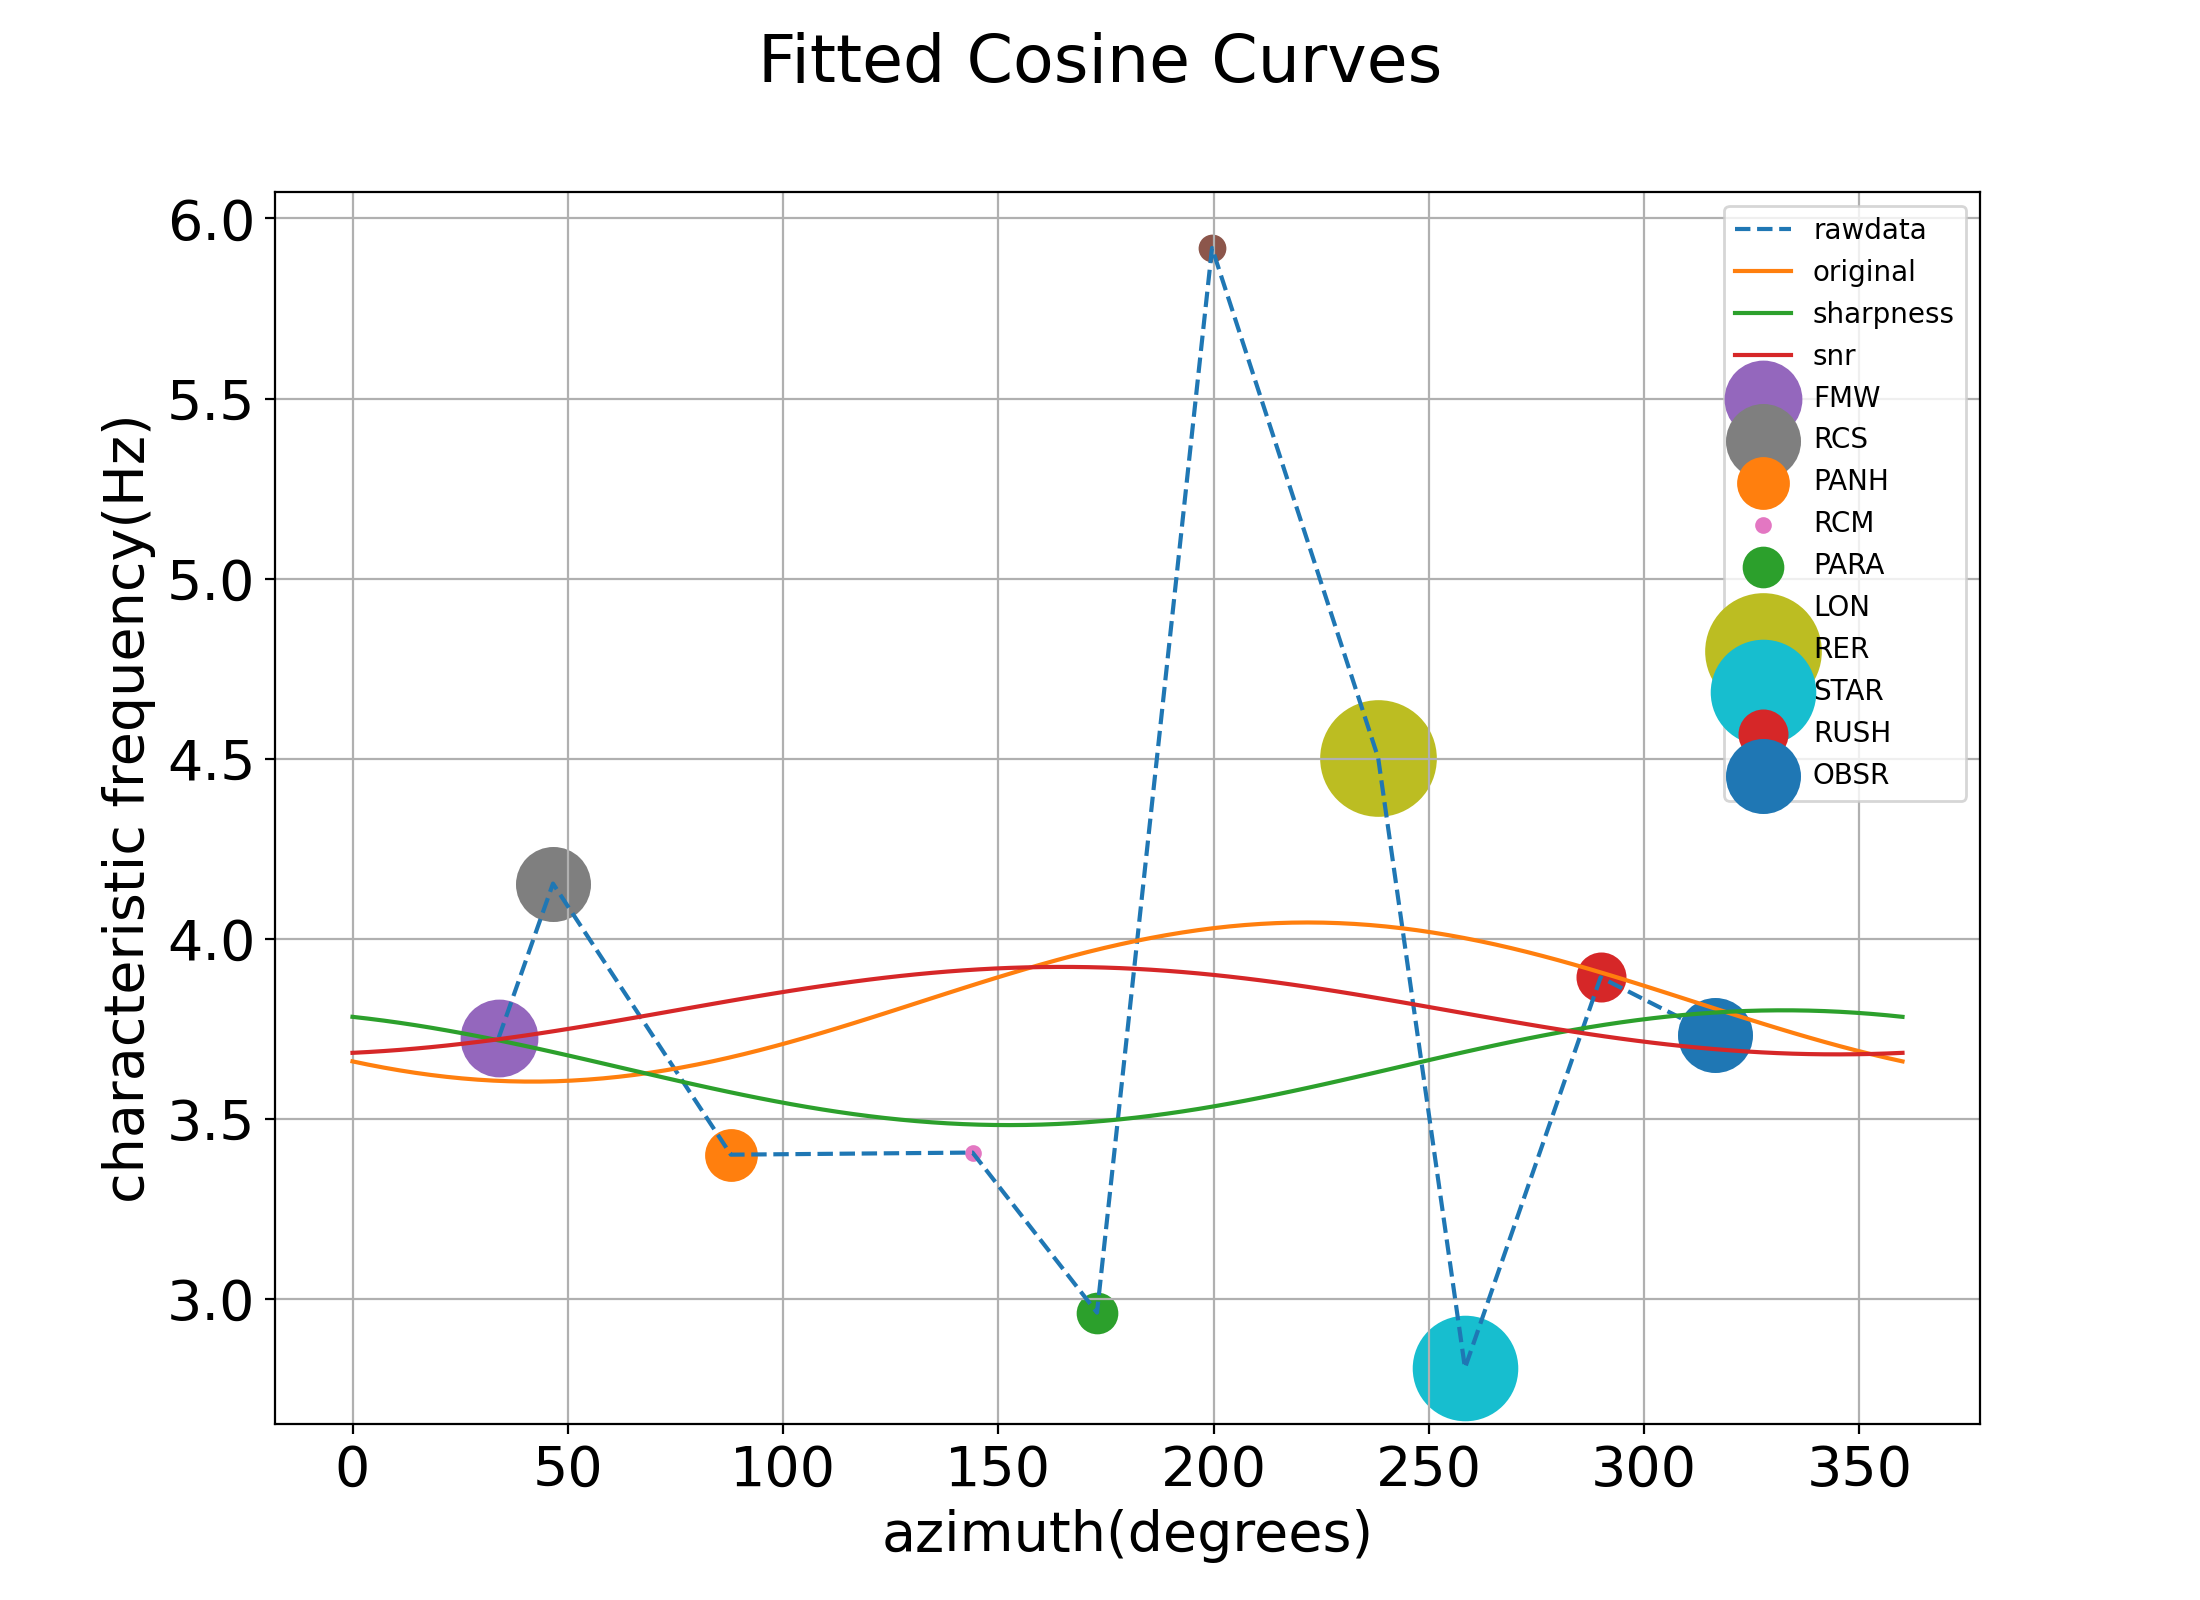 Fitted Cosine Curves
6.0
5.5
5.0
4.5
4.0
3.5
3.0
characteristic frequency(Hz)
rawdata
original
sharpness
snr
FMW
RCS
PANH
RCM
PARA
LON
RER
STAR
RUSH
OBSR
0 50 100 150 200 250 300 350
azimuth(degrees)